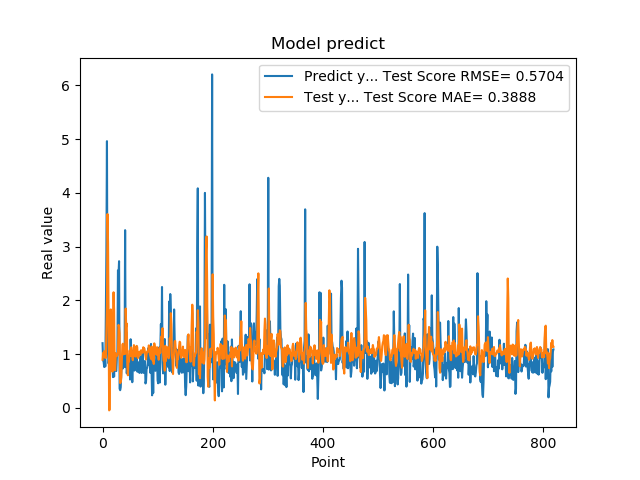 Model predict
Predict y... Test Score RMSE= 0.5704
Test y... Test Score MAE= 0.3888
Real value
6
5
4
3
2
1
0
0 200 400 600 800
Point